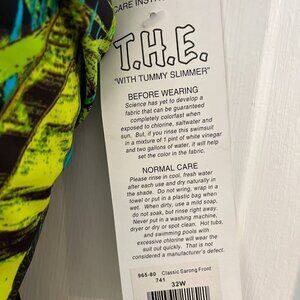 CARE INSTR
T.H.E.
"WITH TUMMY SLIMMER"
BEFORE WEARING
Science has yet to develop a
fabric that can be guaranteed
completely colorfast when
exposed to chlorine, saltwater and
sun. But, if you rinse this swimsuit
in a mixture of 1 pint of white vinegar
and two gallons of water, it will help
set the color in the fabric.
NORMAL CARE
Please rinse in cool, fresh water
after each use and dry naturally in
the shade. Do not wring, wrap in a
towel or put in a plastic bag when
wet. When dirty, use a mild soap,
do not soak, but rinse right away.
Never put in a washing machine,
dryer or dry or spot clean. Hot tubs,
and swimming pools with
excessive chlorine will wear the
suit out quickly. That is not
considered a manufacturer's defect.
965-80 Classic Sarong Front
741
32W